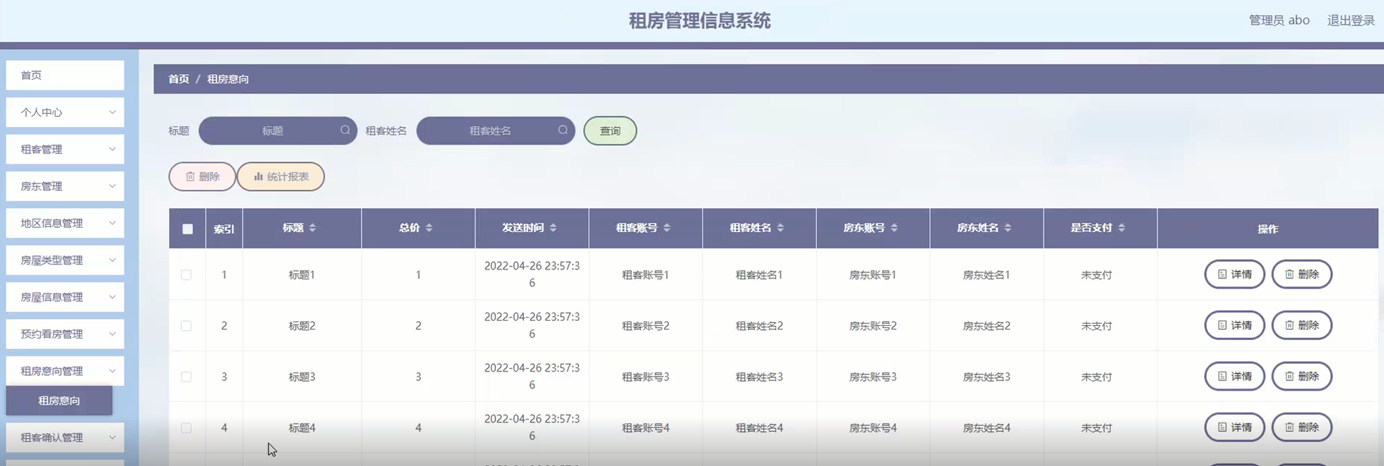 租房管理信息系统
管理员 abo 退出登录
首页
个人中心
租客管理
房东管理
地区信息管理
房屋类型管理
房屋信息管理
预约看房管理
租房意向管理
租房意向
租客确认管理
首页 / 租房意向
标题 标题 租客姓名 租客姓名 查询
删除 统计报表
索引 标题 总价 发送时间 租客账号 租客姓名 房东账号 房东姓名 是否支付 操作
1 标题1 1 2022-04-26 23:57:3 租客账号1 租客姓名1 房东账号1 房东姓名1 未支付 详情 删除
6
2 标题2 2 2022-04-26 23:57:3 租客账号2 租客姓名2 房东账号2 房东姓名2 未支付 详情 删除
6
3 标题3 3 2022-04-26 23:57:3 租客账号3 租客姓名3 房东账号3 房东姓名3 未支付 详情 删除
6
4 标题4 4 2022-04-26 23:57:3 租客账号4 租客姓名4 房东账号4 房东姓名4 未支付 详情 删除
6